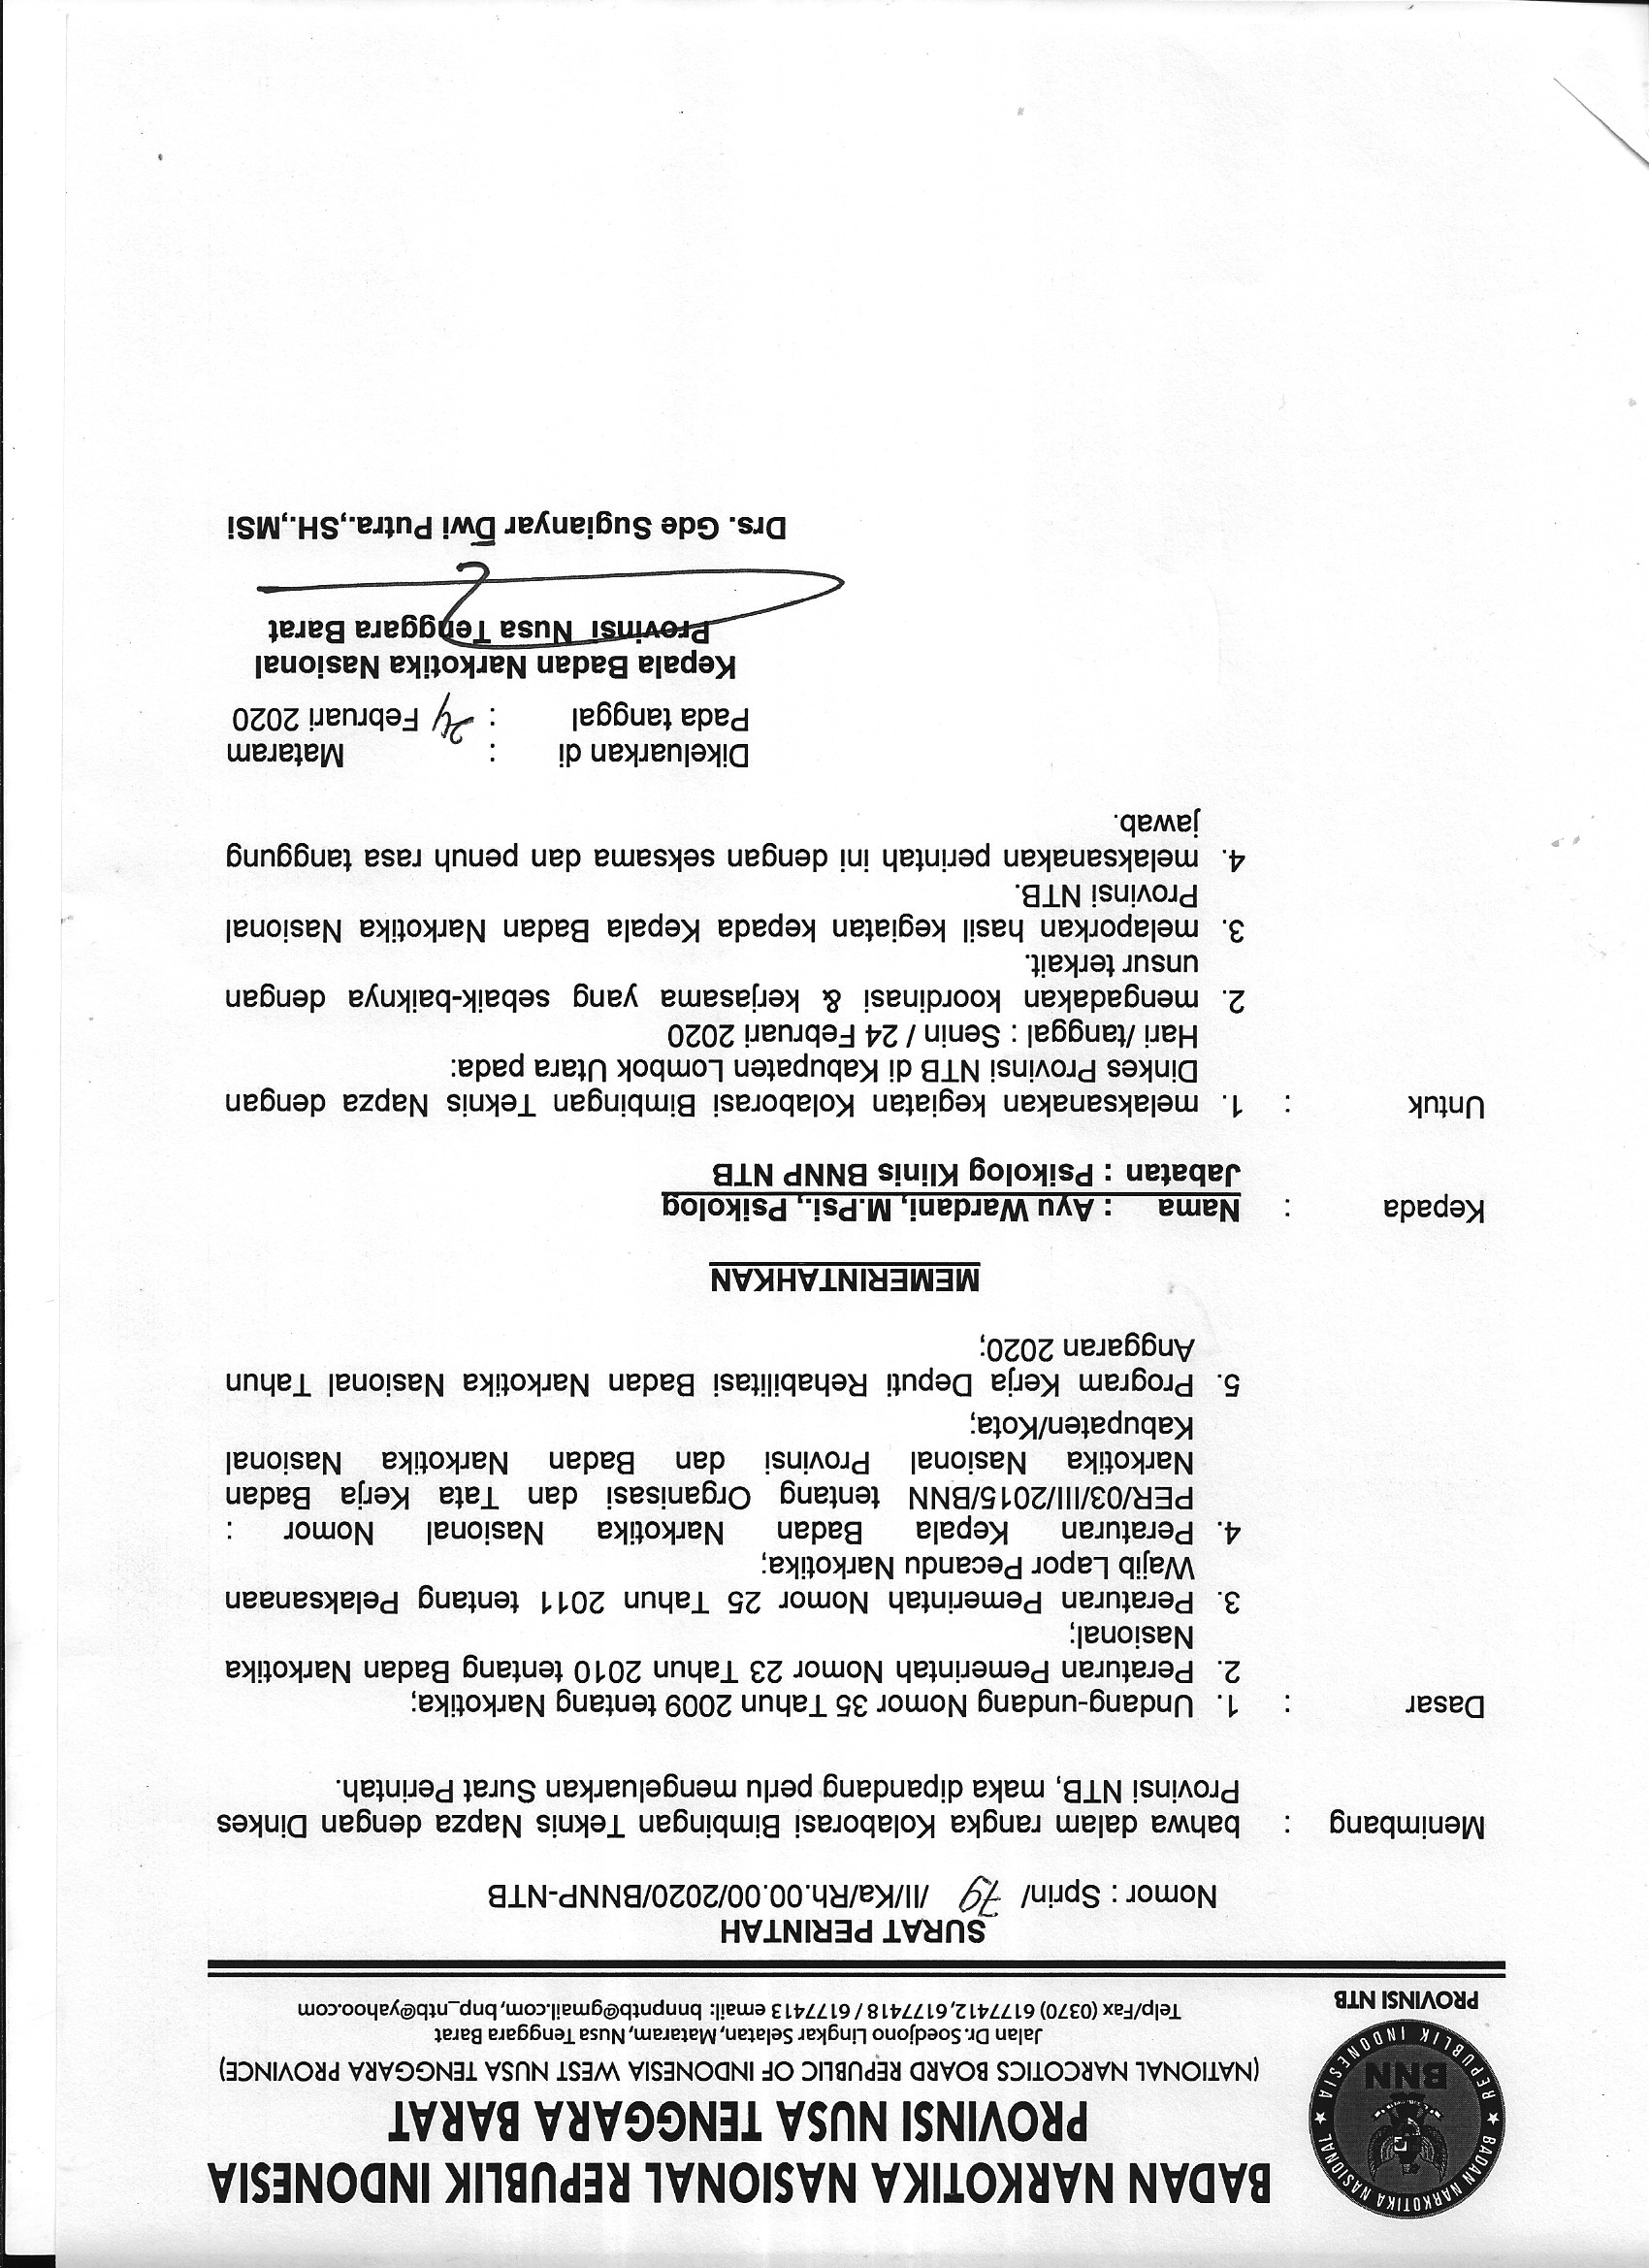 BADAN NARKOTIKA NASIONAL REPUBLIK INDONESIA
PROVINSI NUSA TENGGARA BARAT
(NATIONAL NARCOTICS BOARD REPUBLIC OF INDONESIA WEST NUSA TENGGARA PROVINCE)
Jalan Dr. Soedjono Lingkar Selatan, Mataram, Nusa Tenggara Barat
Telp/Fax (0370) 6177412, 6177418 / 6177413 email: bnnpntb@gmail.com, bnp_ntb@yahoo.com
BADAN NARKOTIKA NASIONAL
REPUBLIK INDONESIA
BNN
PROVINSI NTB
SURAT PERINTAH
Nomor : Sprin/ 79 /II/Ka/Rh.00.00/2020/BNNP-NTB
Menimbang : bahwa dalam rangka Kolaborasi Bimbingan Teknis Napza dengan Dinkes
Provinsi NTB, maka dipandang perlu mengeluarkan Surat Perintah.
Dasar : 1. Undang-undang Nomor 35 Tahun 2009 tentang Narkotika;
2. Peraturan Pemerintah Nomor 23 Tahun 2010 tentang Badan Narkotika
Nasional;
3. Peraturan Pemerintah Nomor 25 Tahun 2011 tentang Pelaksanaan
Wajib Lapor Pecandu Narkotika;
4. Peraturan Kepala Badan Narkotika Nasional Nomor :
PER/03/III/2015/BNN tentang Organisasi dan Tata Kerja Badan
Narkotika Nasional Provinsi dan Badan Narkotika Nasional
Kabupaten/Kota;
5. Program Kerja Deputi Rehabilitasi Badan Narkotika Nasional Tahun
Anggaran 2020;
MEMERINTAHKAN
Kepada : Nama : Ayu Wardani, M.Psi., Psikolog
Jabatan : Psikolog Klinis BNNP NTB
Untuk : 1. melaksanakan kegiatan Kolaborasi Bimbingan Teknis Napza dengan
Dinkes Provinsi NTB di Kabupaten Lombok Utara pada:
Hari /tanggal : Senin / 24 Februari 2020
2. mengadakan koordinasi & kerjasama yang sebaik-baiknya dengan
unsur terkait.
3. melaporkan hasil kegiatan kepada Kepala Badan Narkotika Nasional
Provinsi NTB.
4. melaksanakan perintah ini dengan seksama dan penuh rasa tanggung
jawab.
Dikeluarkan di : Mataram
Pada tanggal : 24 Februari 2020
Kepala Badan Narkotika Nasional
Provinsi Nusa Tenggara Barat
Drs. Gde Sugianyar Dwi Putra.,SH.,MSi